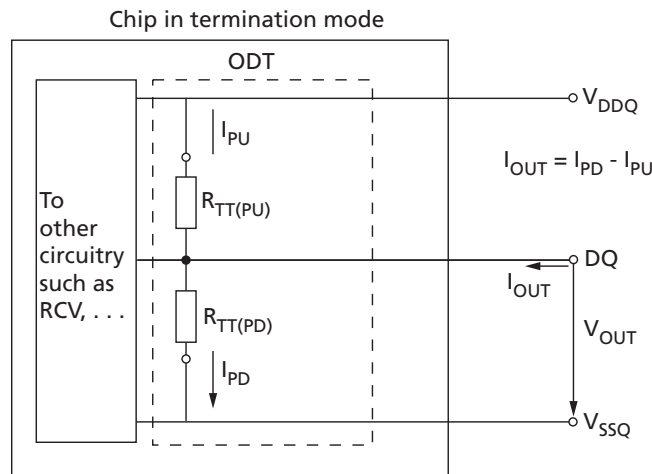 Chip in termination mode
ODT
V_DDQ
I_PU
I_OUT = I_PD - I_PU
To
other
circuitry
such as
RCV, . . .
R_TT(PU)
DQ
I_OUT
R_TT(PD)
V_OUT
I_PD
V_SSQ